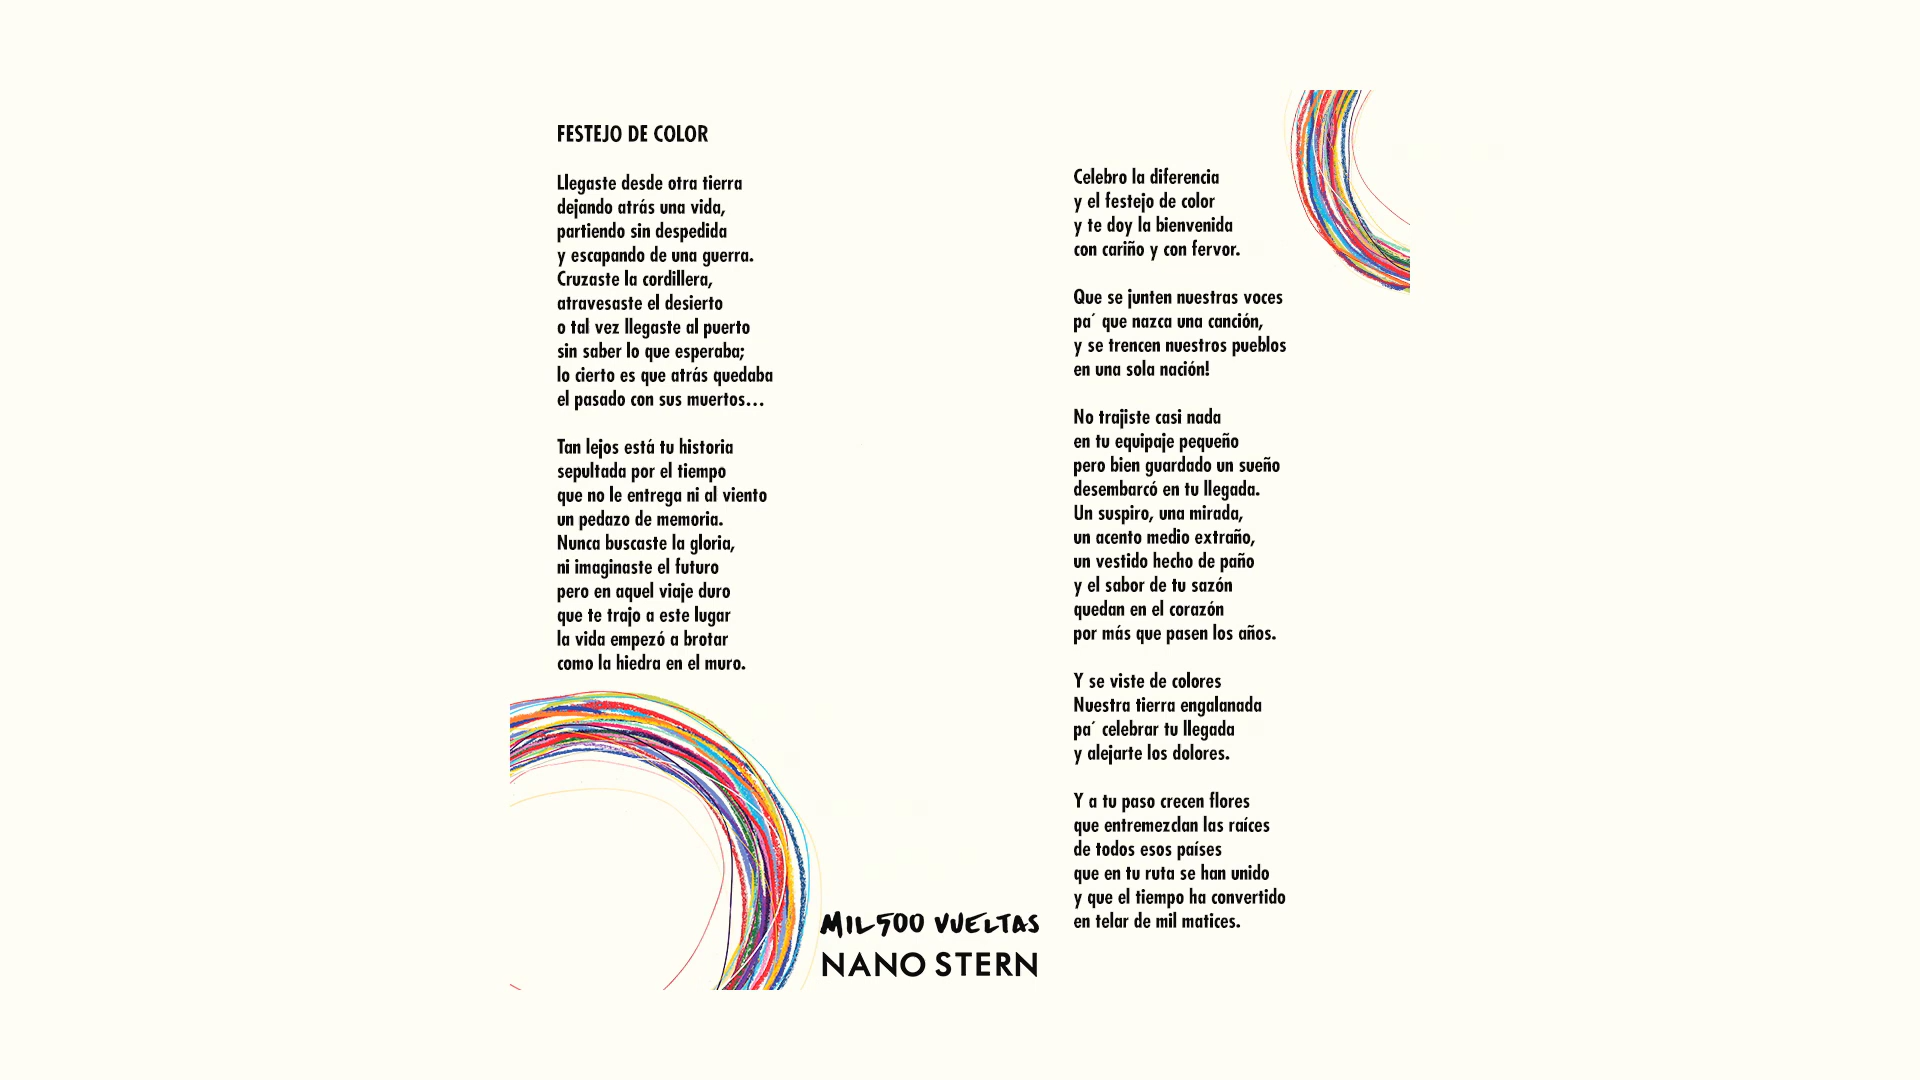 FESTEJO DE COLOR
Llegaste desde otra tierra
dejando atrás una vida,
partiendo sin despedida
y escapando de una guerra.
Cruzaste la cordillera,
atravesaste el desierto
o tal vez llegaste al puerto
sin saber lo que esperaba;
lo cierto es que atrás quedaba
el pasado con sus muertos...
Tan lejos está tu historia
sepultada por el tiempo
que no le entrega ni al viento
un pedazo de memoria.
Nunca buscaste la gloria,
ni imaginaste el futuro
pero en aquel viaje duro
que te trajo a este lugar
la vida empezó a brotar
como la hiedra en el muro.
Celebro la diferencia
y el festejo de color
y te doy la bienvenida
con cariño y con fervor.
Que se junten nuestras voces
pa´ que nazca una canción,
y se trencen nuestros pueblos
en una sola nación!
No trajiste casi nada
en tu equipaje pequeño
pero bien guardado un sueño
desembarcó en tu llegada.
Un suspiro, una mirada,
un acento medio extraño,
un vestido hecho de paño
y el sabor de tu sazón
quedan en el corazón
por más que pasen los años.
Y se viste de colores
Nuestra tierra engalanada
pa´ celebrar tu llegada
y alejarte los dolores.
Y a tu paso crecen flores
que entremezclan las raíces
de todos esos países
que en tu ruta se han unido
y que el tiempo ha convertido
en telar de mil matices.
MIL500 VUELTAS
NANO STERN